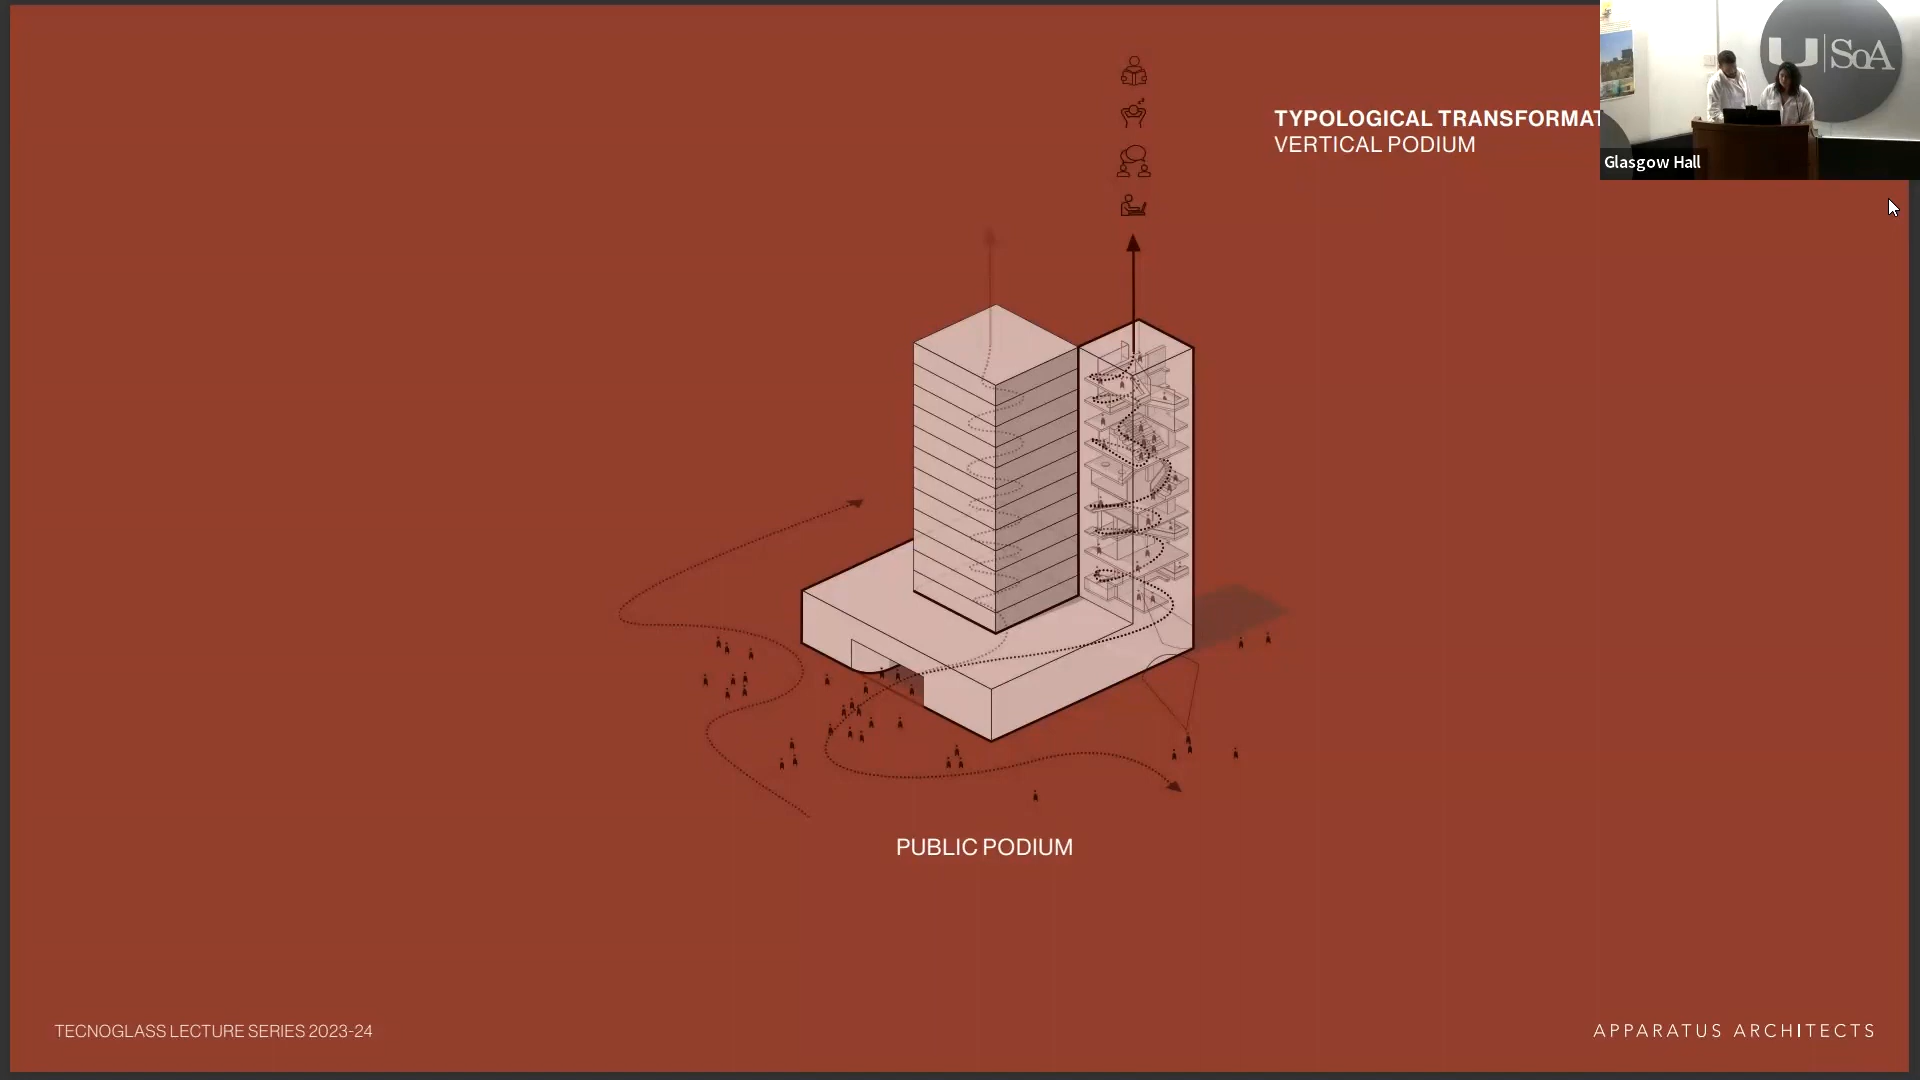 TYPOLOGICAL TRANSFORMAT
VERTICAL PODIUM
U | SoA
Glasgow Hall
PUBLIC PODIUM
TECNOGLASS LECTURE SERIES 2023-24
APPARATUS ARCHITECTS